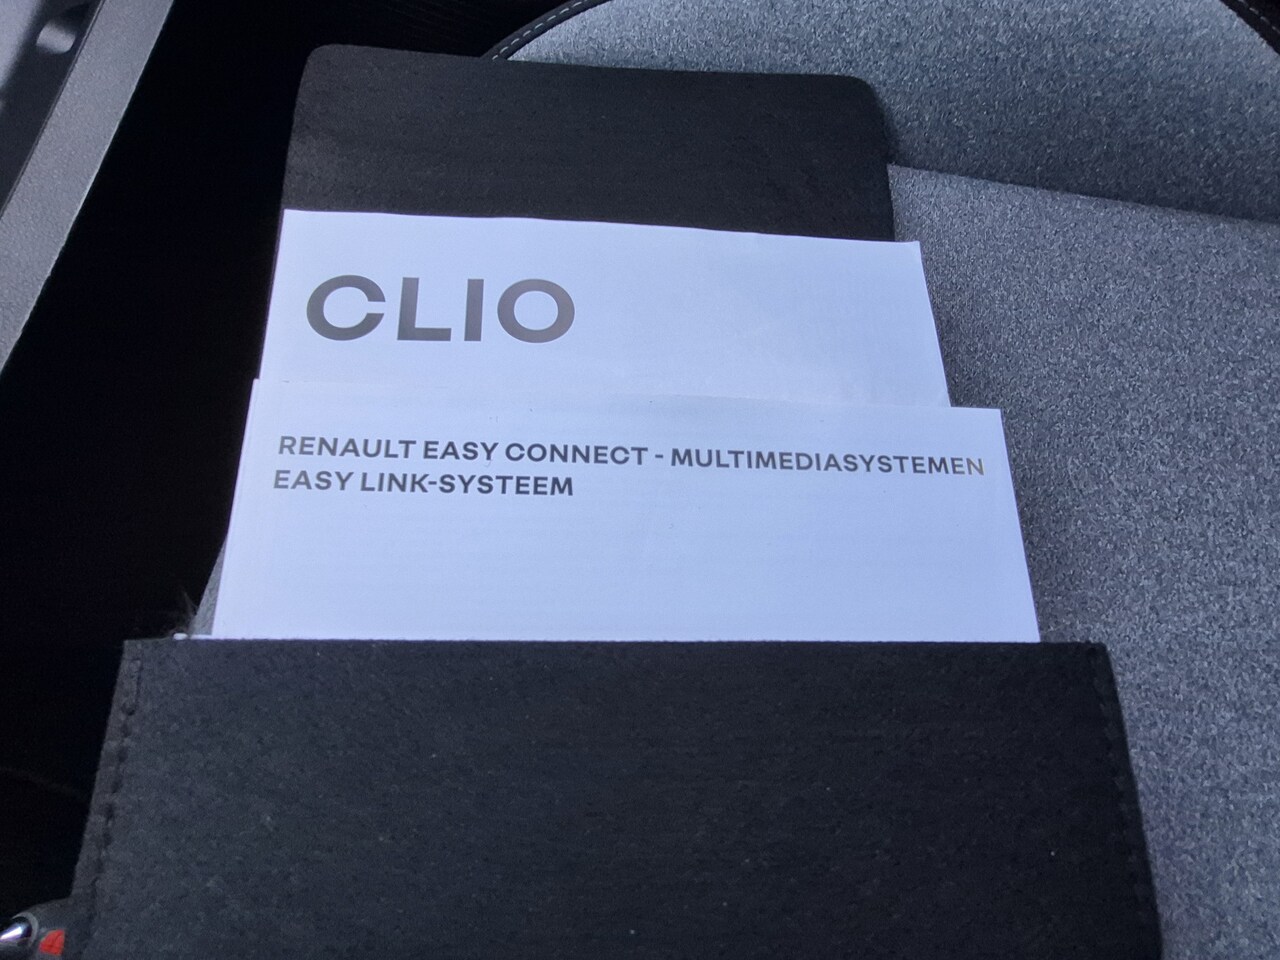 CLIO
RENAULT EASY CONNECT - MULTIMEDIASYSTEMEN
EASY LINK-SYSTEEM